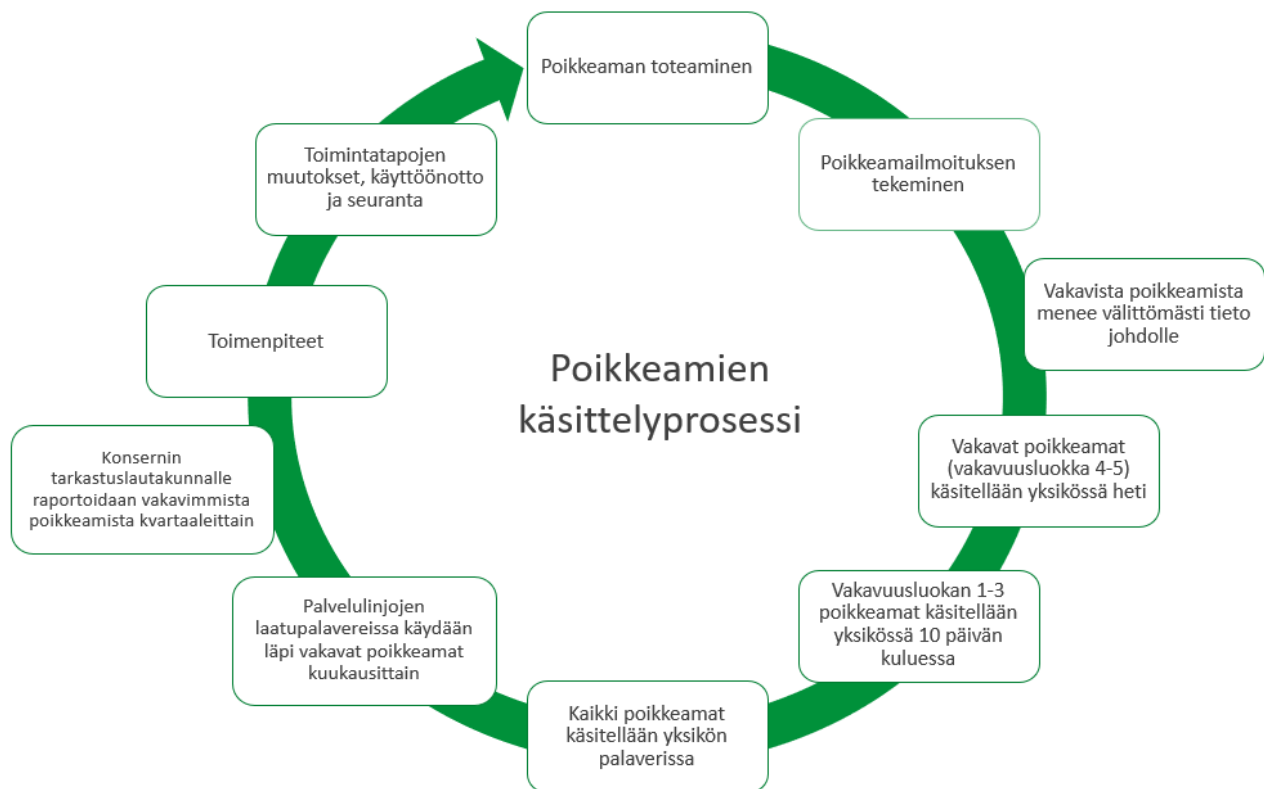 Poikkeaman toteaminen
Poikkeamailmoituksen
tekeminen
Vakavista poikkeamista
menee välittömästi tieto
johdolle
Vakavat poikkeamat
(vakavuusluokka 4-5)
käsitellään yksikössä heti
Vakavuusluokan 1-3
poikkeamat käsitellään
yksikössä 10 päivän
kuluessa
Kaikki poikkeamat
käsitellään yksikön
palaverissa
Palvelulinjojen
laatupalavereissa käydään
läpi vakavat poikkeamat
kuukausittain
Konsernin
tarkastuslautakunnalle
raportoidaan vakavimmista
poikkeamista kvartaaleittain
Toimenpiteet
Toimintatapojen
muutokset, käyttöönotto
ja seuranta
Poikkeamien
käsittelyprosessi